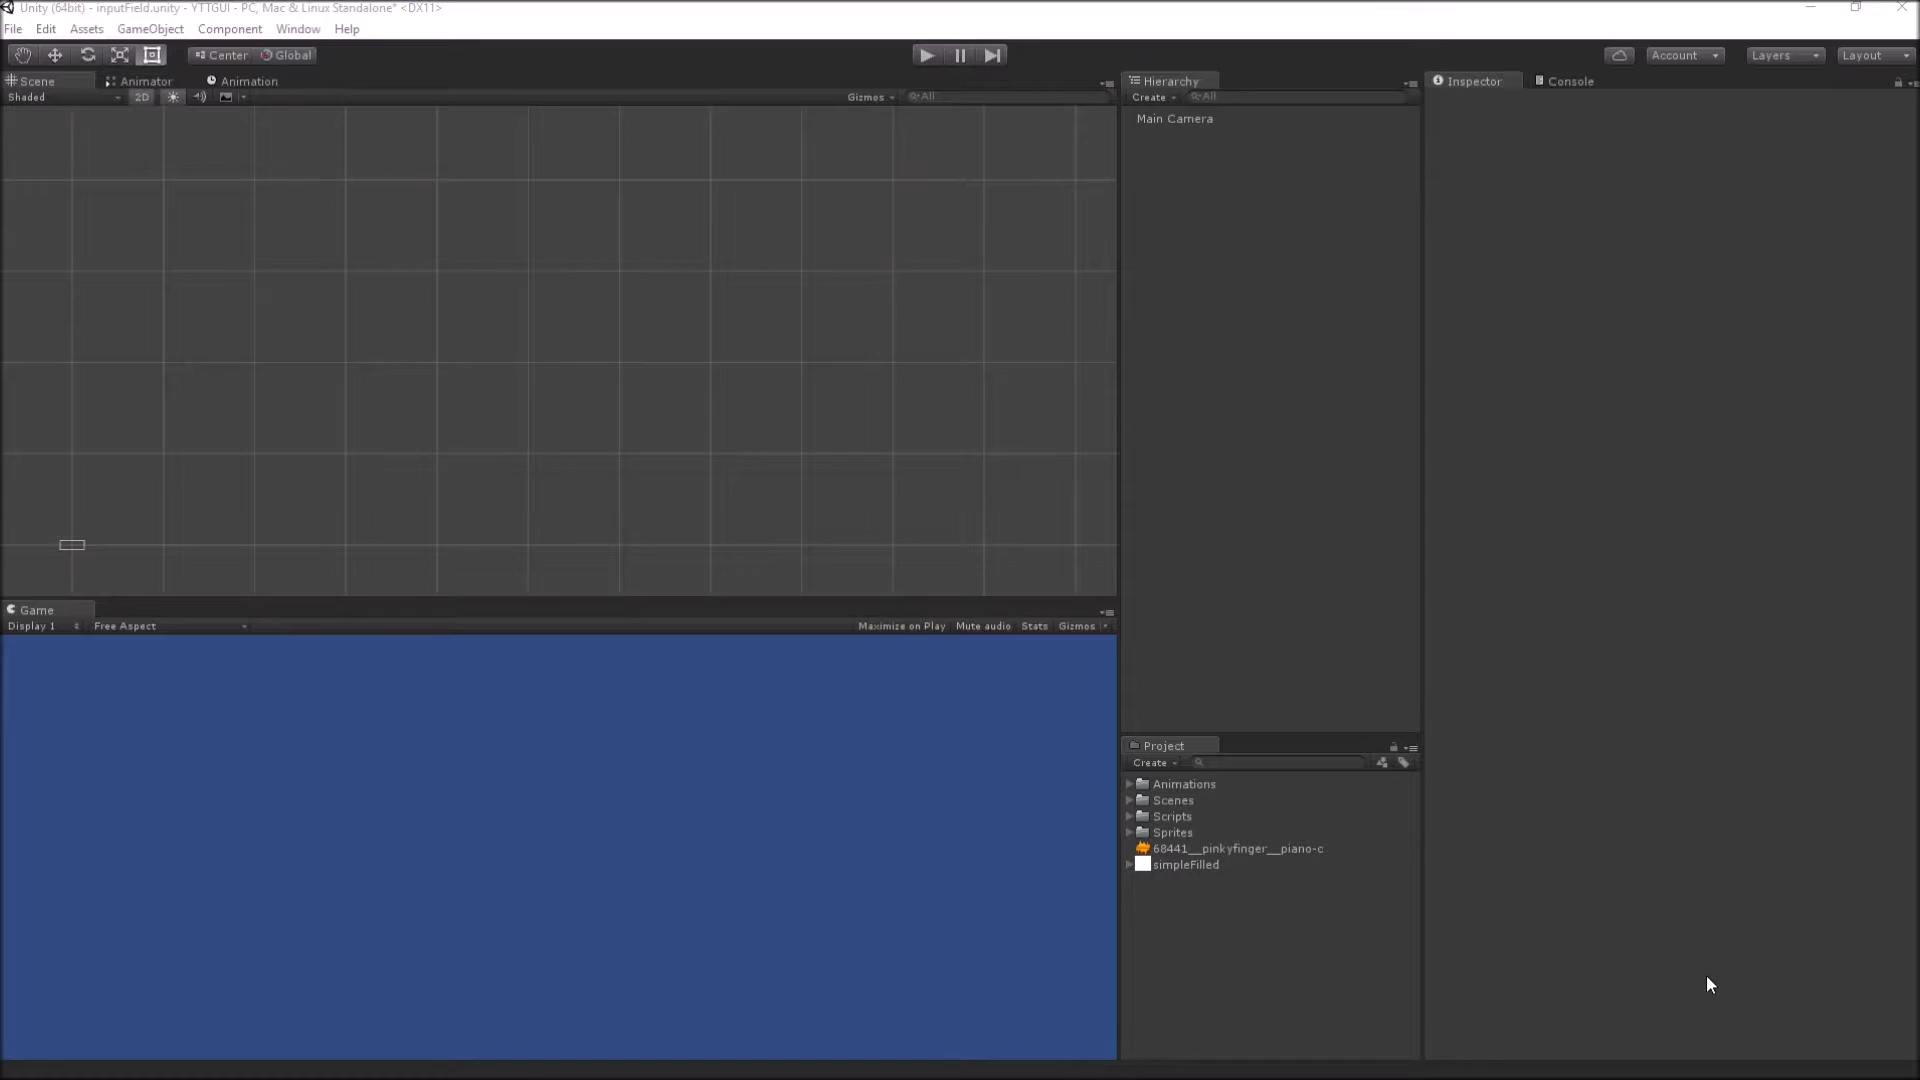 Unity (64bit) - inputField.unity - YTTGUI - PC, Mac & Linux Standalone* <DX11>
File Edit Assets GameObject Component Window Help
Center Global Account Layers Layout
Scene Animator Animation
Shaded 2D Gizmos All
Hierarchy
Create All
Main Camera
Inspector Console
Game
Display 1 Free Aspect Maximize on Play Mute audio Stats Gizmos
Project
Create
Animations
Scenes
Scripts
Sprites
68441__pinkyfinger__piano-c
simpleFilled